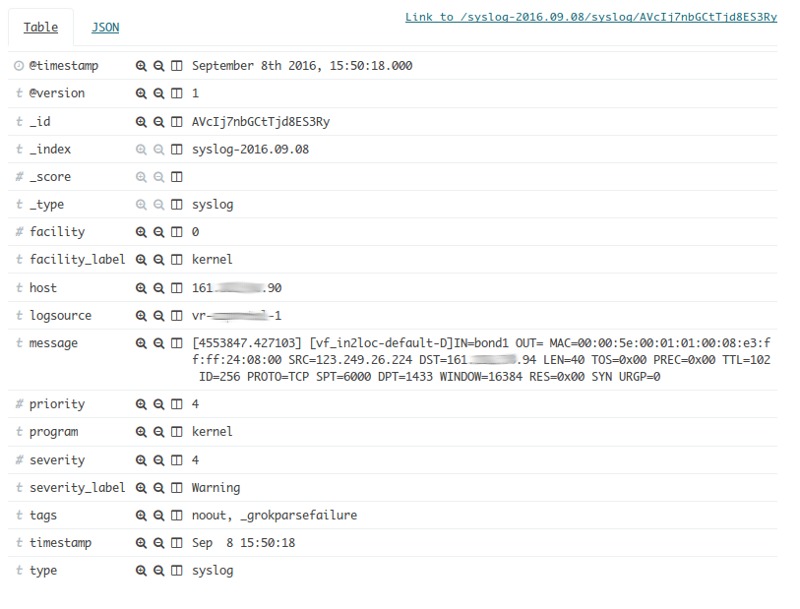 Table JSON Link to /syslog-2016.09.08/syslog/AVcIj7nbGCtTjd8ES3Ry
@timestamp September 8th 2016, 15:50:18.000
t @version 1
t _id AVcIj7nbGCtTjd8ES3Ry
t _index syslog-2016.09.08
# _score
t _type syslog
# facility 0
t facility_label kernel
t host 161. .90
t logsource vr- -1
t message [4553847.427103] [vf_in2loc-default-D]IN=bond1 OUT= MAC=00:00:5e:00:01:01:00:08:e3:f
f:ff:24:08:00 SRC=123.249.26.224 DST=161. .94 LEN=40 TOS=0x00 PREC=0x00 TTL=102
ID=256 PROTO=TCP SPT=6000 DPT=1433 WINDOW=16384 RES=0x00 SYN URGP=0
# priority 4
t program kernel
# severity 4
t severity_label Warning
t tags noout, _grokparsefailure
t timestamp Sep  8 15:50:18
t type syslog